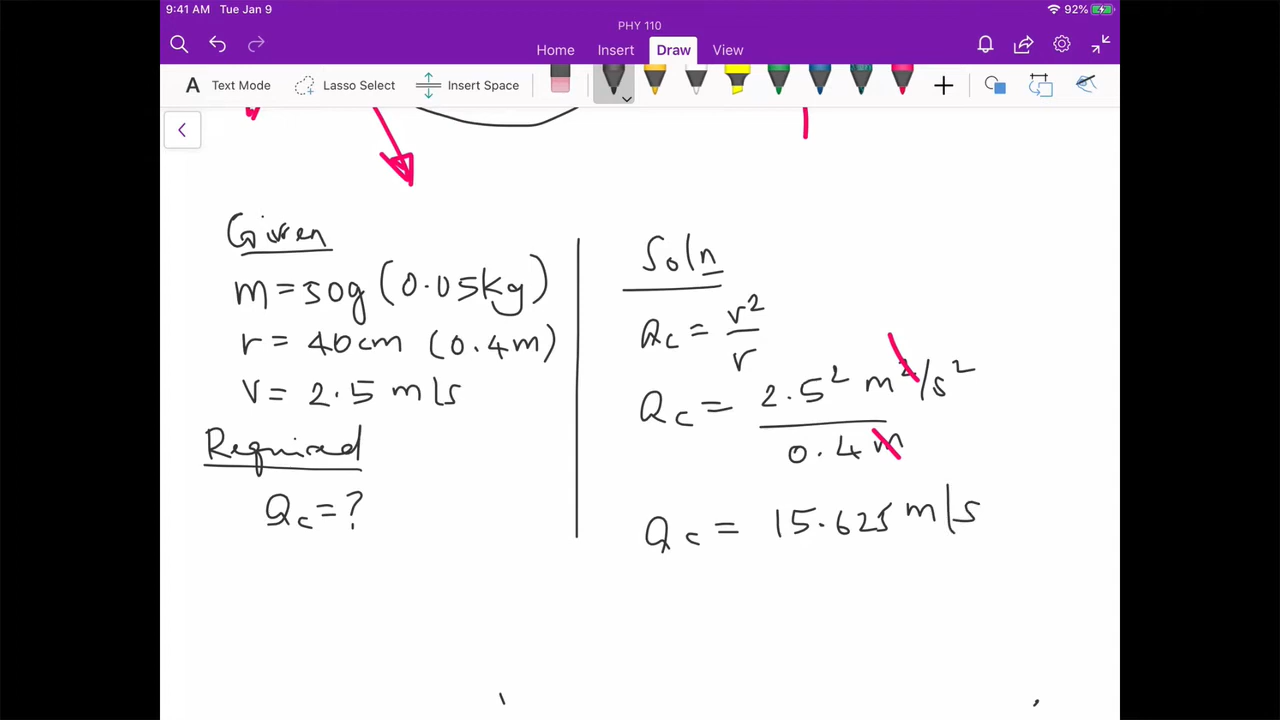 9:41 AM Tue Jan 9
92%
PHY 110
Home Insert Draw View
Text Mode Lasso Select Insert Space
Given
m = 50g (0.05kg)
r = 40cm (0.4m)
v = 2.5 m/s
Required
ac = ?
Soln
ac = v²/r
ac = 2.5² m²/s² / 0.4 m
ac = 15.625 m/s